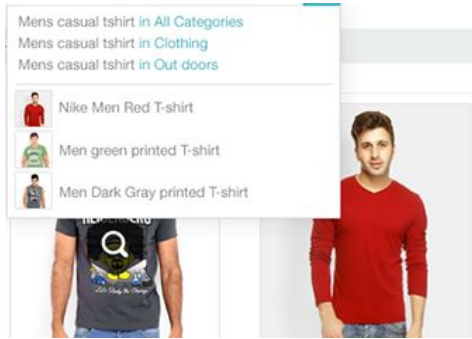 Mens casual tshirt in All Categories
Mens casual tshirt in Clothing
Mens casual tshirt in Out doors
Nike Men Red T-shirt
Men green printed T-shirt
Men Dark Gray printed T-shirt